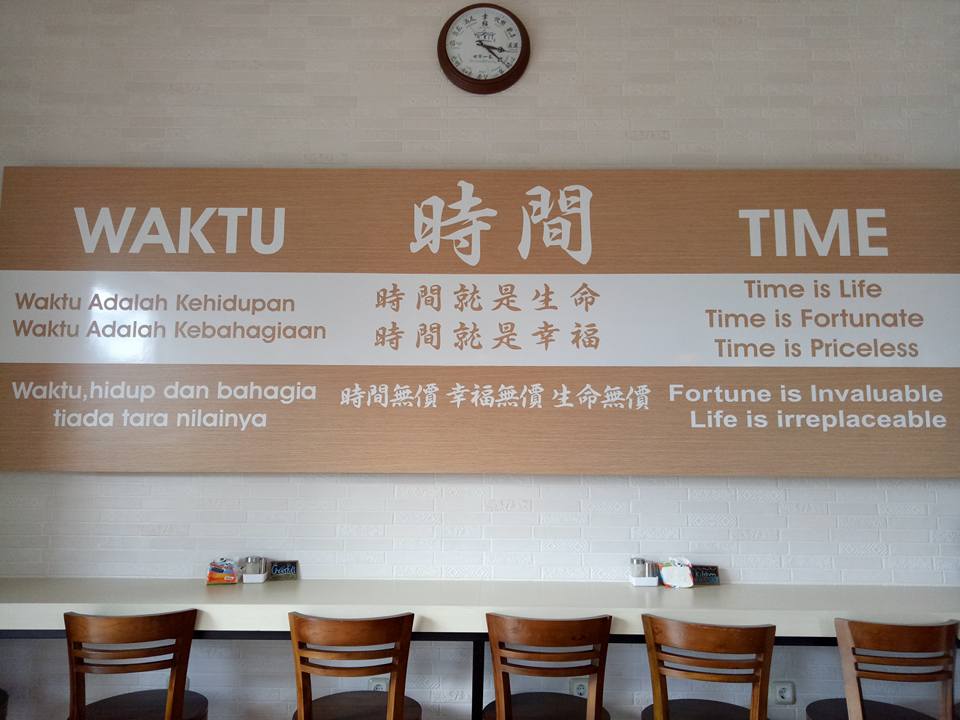 WAKTU
時間
TIME
Waktu Adalah Kehidupan
Waktu Adalah Kebahagiaan
時間就是生命
時間就是幸福
Time is Life
Time is Fortunate
Time is Priceless
Waktu,hidup dan bahagia
tiada tara nilainya
時間無價 幸福無價 生命無價
Fortune is Invaluable
Life is irreplaceable